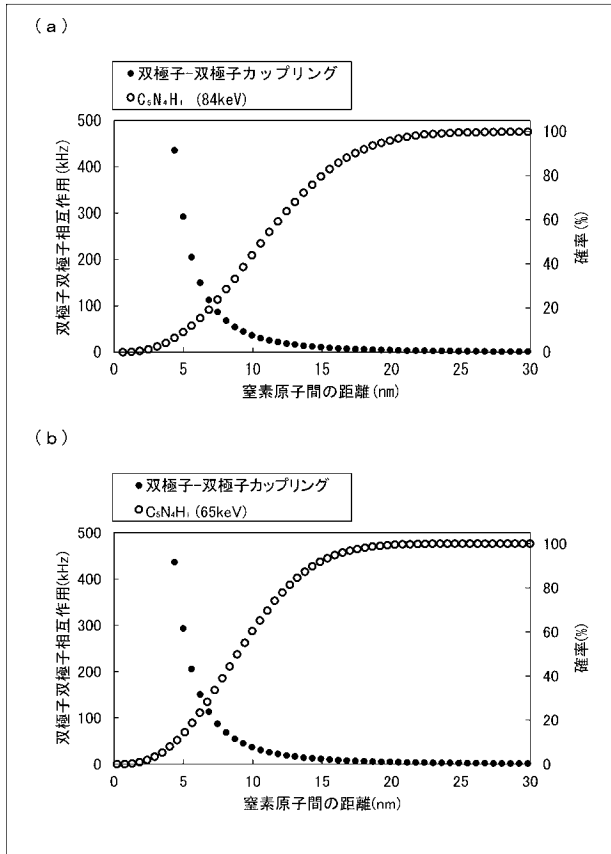 (a)
● 双極子-双極子カップリング
○ C₅N₄H₁ (84keV)
双極子双極子相互作用(kHz)
500
400
300
200
100
0
100
80
60
40
20
0
確率(%)
0 5 10 15 20 25 30
窒素原子間の距離(nm)
(b)
● 双極子-双極子カップリング
○ C₅N₄H₁ (65keV)
双極子双極子相互作用(kHz)
500
400
300
200
100
0
100
80
60
40
20
0
確率(%)
0 5 10 15 20 25 30
窒素原子間の距離(nm)